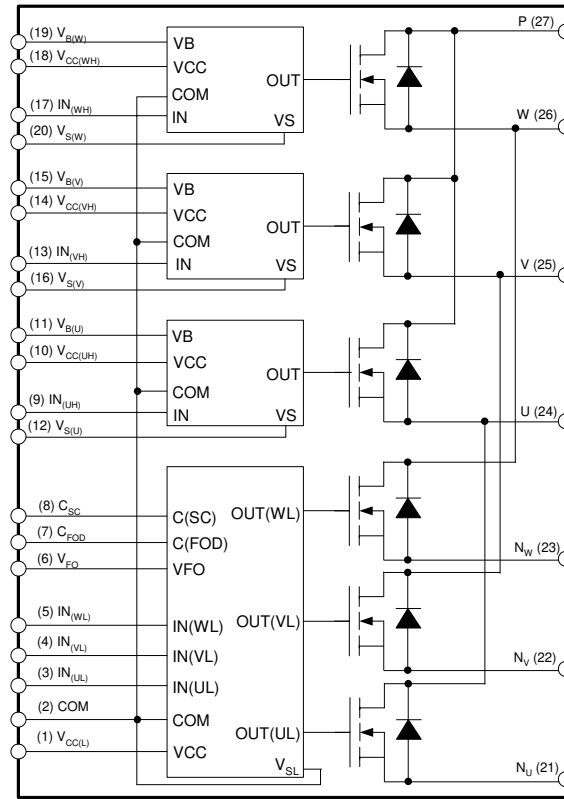 (19) VB(W)
(18) VCC(WH)
(17) IN(WH)
(20) VS(W)
VB
VCC
COM
IN
OUT
VS
P (27)
W (26)
(15) VB(V)
(14) VCC(VH)
(13) IN(VH)
(16) VS(V)
VB
VCC
COM
IN
OUT
VS
V (25)
(11) VB(U)
(10) VCC(UH)
(9) IN(UH)
(12) VS(U)
VB
VCC
COM
IN
OUT
VS
U (24)
(8) CSC
(7) CFOD
(6) VFO
(5) IN(WL)
(4) IN(VL)
(3) IN(UL)
(2) COM
(1) VCC(L)
C(SC)
C(FOD)
VFO
IN(WL)
IN(VL)
IN(UL)
COM
VCC
OUT(WL)
OUT(VL)
OUT(UL)
VSL
NW (23)
NV (22)
NU (21)